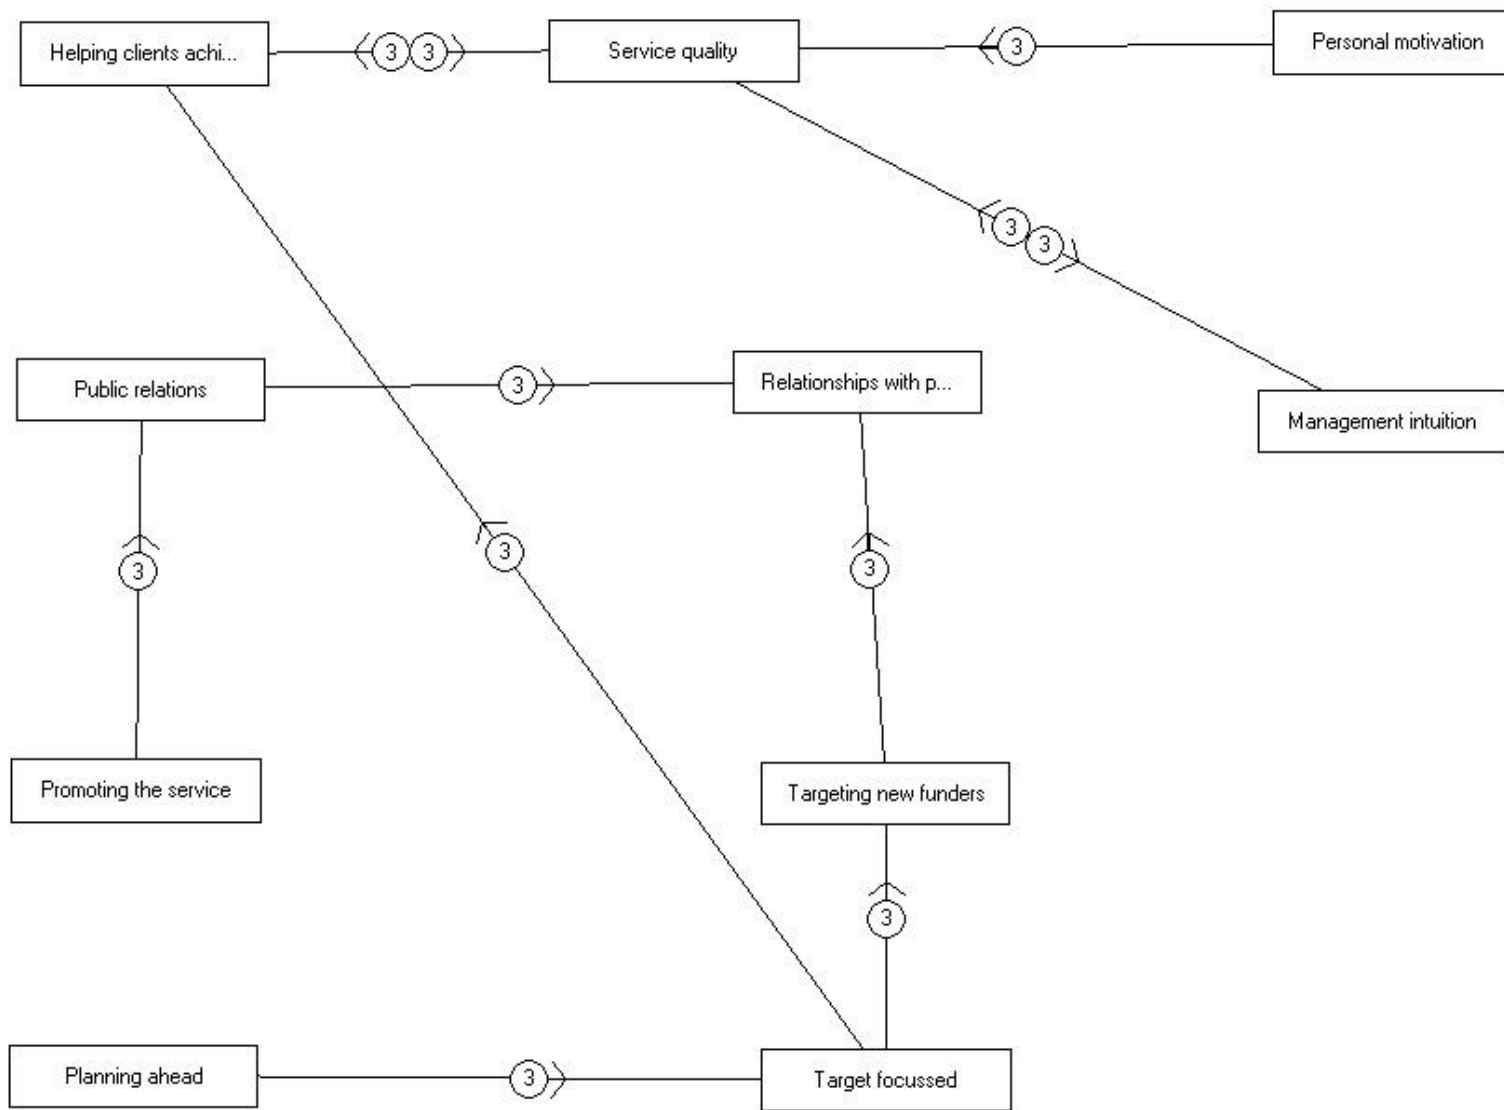 Helping clients achi...
3
3
Service quality
3
Personal motivation
3
3
Public relations
3
Relationships with p...
Management intuition
3
3
3
Promoting the service
Targeting new funders
3
Planning ahead
3
Target focussed